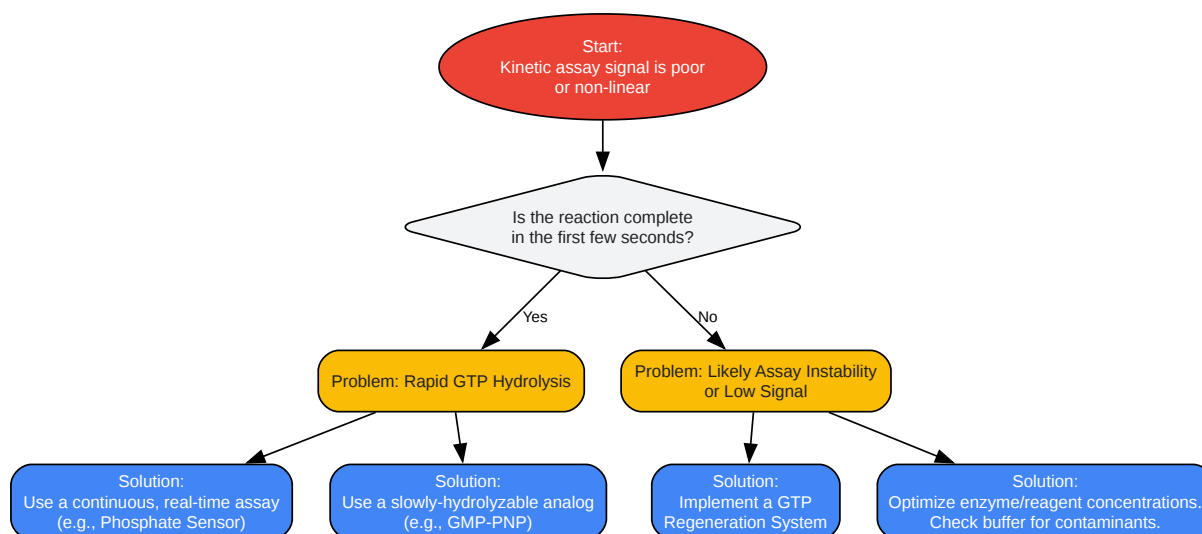 Start:
Kinetic assay signal is poor
or non-linear
Is the reaction complete
in the first few seconds?
Yes
No
Problem: Rapid GTP Hydrolysis
Problem: Likely Assay Instability
or Low Signal
Solution:
Use a continuous, real-time assay
(e.g., Phosphate Sensor)
Solution:
Use a slowly-hydrolyzable analog
(e.g., GMP-PNP)
Solution:
Implement a GTP
Regeneration System
Solution:
Optimize enzyme/reagent concentrations.
Check buffer for contaminants.